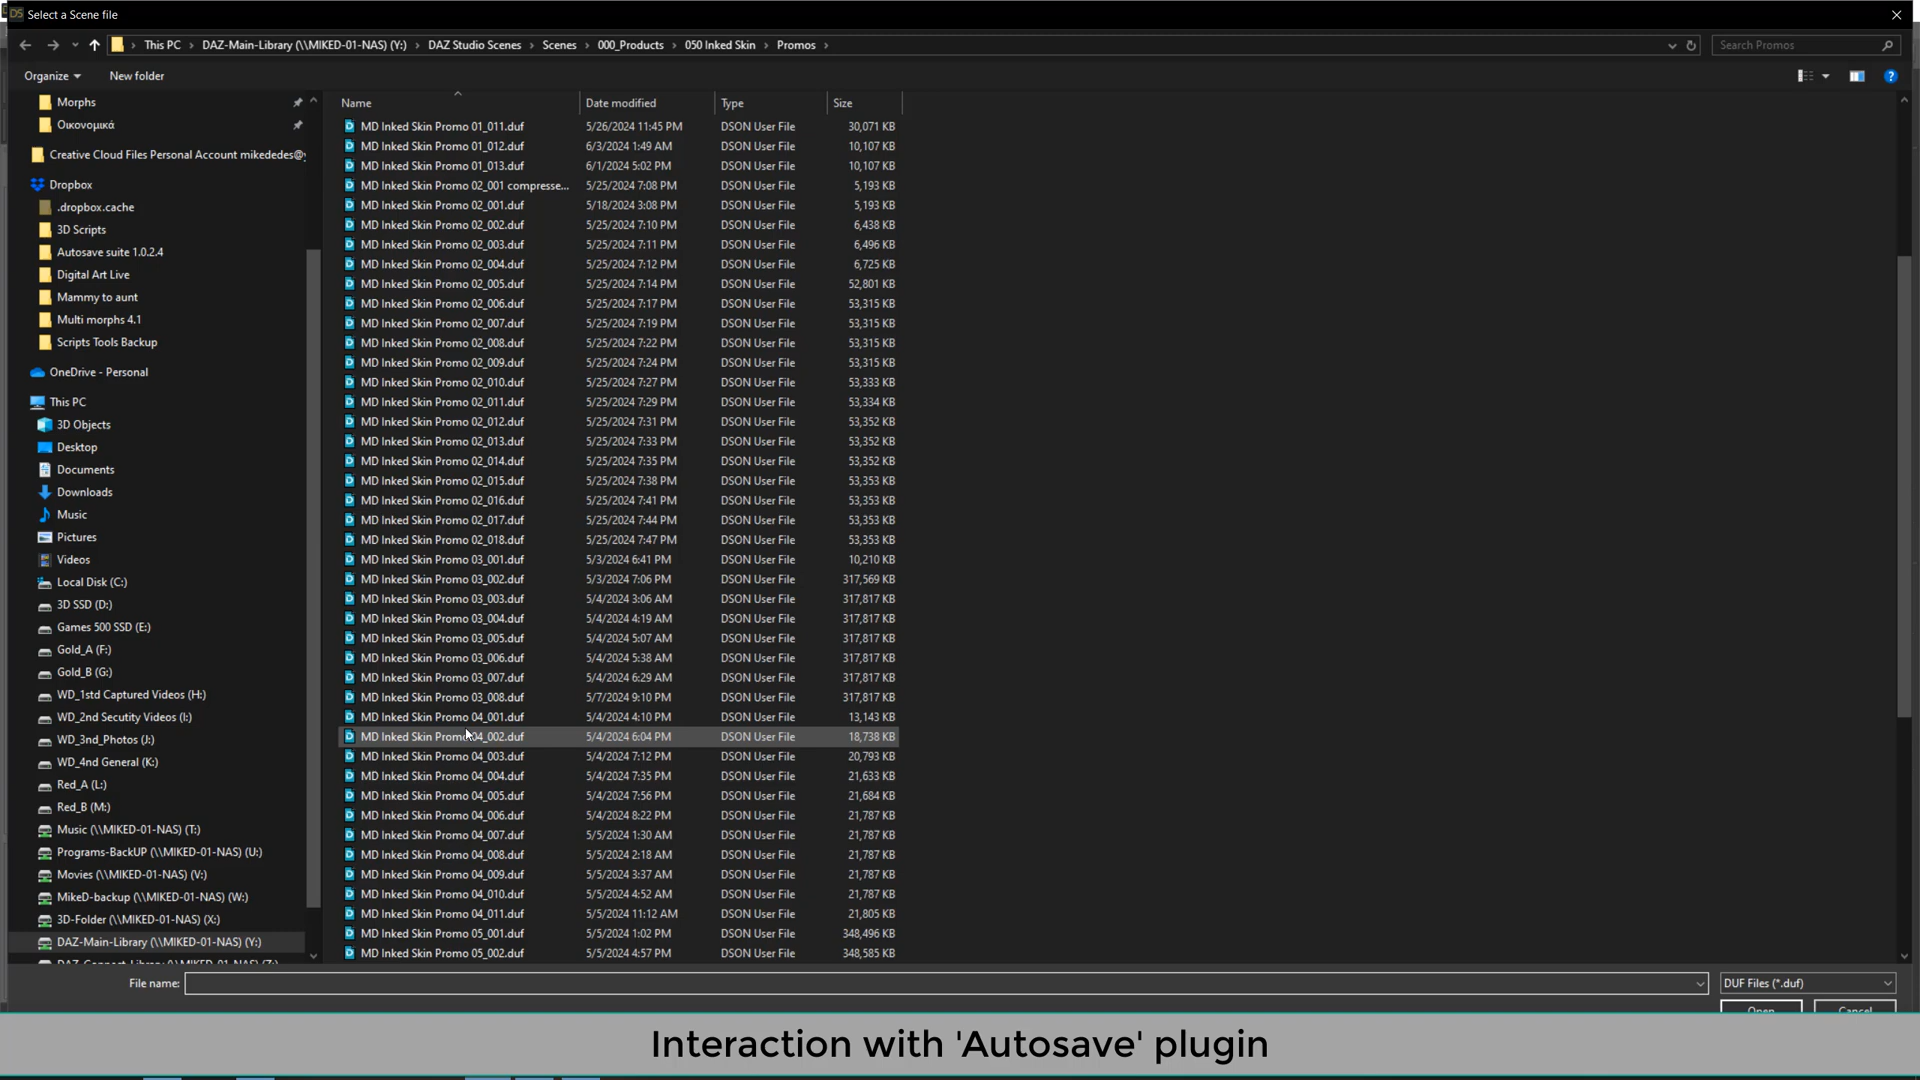 DS Select a Scene file
This PC > DAZ-Main-Library (\\MIKED-01-NAS) (Y:) > DAZ Studio Scenes > Scenes > 000_Products > 050 Inked Skin > Promos >
Search Promos
Organize
New folder
Morphs
Οικονομικά
Creative Cloud Files Personal Account mikededes@
Dropbox
.dropbox.cache
3D Scripts
Autosave suite 1.0.2.4
Digital Art Live
Mammy to aunt
Multi morphs 4.1
Scripts Tools Backup
OneDrive - Personal
This PC
3D Objects
Desktop
Documents
Downloads
Music
Pictures
Videos
Local Disk (C:)
3D SSD (D:)
Games 500 SSD (E:)
Gold_A (F:)
Gold_B (G:)
WD_1std Captured Videos (H:)
WD_2nd Secutity Videos (I:)
WD_3nd_Photos (J:)
WD_4nd General (K:)
Red_A (L:)
Red_B (M:)
Music (\\MIKED-01-NAS) (T:)
Programs-BackUP (\\MIKED-01-NAS) (U:)
Movies (\\MIKED-01-NAS) (V:)
MikeD-backup (\\MIKED-01-NAS) (W:)
3D-Folder (\\MIKED-01-NAS) (X:)
DAZ-Main-Library (\\MIKED-01-NAS) (Y:)
Name Date modified Type Size
MD Inked Skin Promo 01_011.duf 5/26/2024 11:45 PM DSON User File 30,071 KB
MD Inked Skin Promo 01_012.duf 6/3/2024 1:49 AM DSON User File 10,107 KB
MD Inked Skin Promo 01_013.duf 6/1/2024 5:02 PM DSON User File 10,107 KB
MD Inked Skin Promo 02_001 compresse... 5/25/2024 7:08 PM DSON User File 5,193 KB
MD Inked Skin Promo 02_001.duf 5/18/2024 3:08 PM DSON User File 5,193 KB
MD Inked Skin Promo 02_002.duf 5/25/2024 7:10 PM DSON User File 6,438 KB
MD Inked Skin Promo 02_003.duf 5/25/2024 7:11 PM DSON User File 6,496 KB
MD Inked Skin Promo 02_004.duf 5/25/2024 7:12 PM DSON User File 6,725 KB
MD Inked Skin Promo 02_005.duf 5/25/2024 7:14 PM DSON User File 52,801 KB
MD Inked Skin Promo 02_006.duf 5/25/2024 7:17 PM DSON User File 53,315 KB
MD Inked Skin Promo 02_007.duf 5/25/2024 7:19 PM DSON User File 53,315 KB
MD Inked Skin Promo 02_008.duf 5/25/2024 7:22 PM DSON User File 53,315 KB
MD Inked Skin Promo 02_009.duf 5/25/2024 7:24 PM DSON User File 53,315 KB
MD Inked Skin Promo 02_010.duf 5/25/2024 7:27 PM DSON User File 53,333 KB
MD Inked Skin Promo 02_011.duf 5/25/2024 7:29 PM DSON User File 53,334 KB
MD Inked Skin Promo 02_012.duf 5/25/2024 7:31 PM DSON User File 53,352 KB
MD Inked Skin Promo 02_013.duf 5/25/2024 7:33 PM DSON User File 53,352 KB
MD Inked Skin Promo 02_014.duf 5/25/2024 7:35 PM DSON User File 53,352 KB
MD Inked Skin Promo 02_015.duf 5/25/2024 7:38 PM DSON User File 53,353 KB
MD Inked Skin Promo 02_016.duf 5/25/2024 7:41 PM DSON User File 53,353 KB
MD Inked Skin Promo 02_017.duf 5/25/2024 7:44 PM DSON User File 53,353 KB
MD Inked Skin Promo 02_018.duf 5/25/2024 7:47 PM DSON User File 53,353 KB
MD Inked Skin Promo 03_001.duf 5/3/2024 6:41 PM DSON User File 10,210 KB
MD Inked Skin Promo 03_002.duf 5/3/2024 7:06 PM DSON User File 317,569 KB
MD Inked Skin Promo 03_003.duf 5/4/2024 3:06 AM DSON User File 317,817 KB
MD Inked Skin Promo 03_004.duf 5/4/2024 4:19 AM DSON User File 317,817 KB
MD Inked Skin Promo 03_005.duf 5/4/2024 5:07 AM DSON User File 317,817 KB
MD Inked Skin Promo 03_006.duf 5/4/2024 5:38 AM DSON User File 317,817 KB
MD Inked Skin Promo 03_007.duf 5/4/2024 6:29 AM DSON User File 317,817 KB
MD Inked Skin Promo 03_008.duf 5/7/2024 9:10 PM DSON User File 317,817 KB
MD Inked Skin Promo 04_001.duf 5/4/2024 4:10 PM DSON User File 13,143 KB
MD Inked Skin Promo 04_002.duf 5/4/2024 6:04 PM DSON User File 18,738 KB
MD Inked Skin Promo 04_003.duf 5/4/2024 7:12 PM DSON User File 20,793 KB
MD Inked Skin Promo 04_004.duf 5/4/2024 7:35 PM DSON User File 21,633 KB
MD Inked Skin Promo 04_005.duf 5/4/2024 7:56 PM DSON User File 21,684 KB
MD Inked Skin Promo 04_006.duf 5/4/2024 8:22 PM DSON User File 21,787 KB
MD Inked Skin Promo 04_007.duf 5/5/2024 1:30 AM DSON User File 21,787 KB
MD Inked Skin Promo 04_008.duf 5/5/2024 2:18 AM DSON User File 21,787 KB
MD Inked Skin Promo 04_009.duf 5/5/2024 3:37 AM DSON User File 21,787 KB
MD Inked Skin Promo 04_010.duf 5/5/2024 4:52 AM DSON User File 21,787 KB
MD Inked Skin Promo 04_011.duf 5/5/2024 11:12 AM DSON User File 21,805 KB
MD Inked Skin Promo 05_001.duf 5/5/2024 1:02 PM DSON User File 348,496 KB
MD Inked Skin Promo 05_002.duf 5/5/2024 4:57 PM DSON User File 348,585 KB
File name:
DUF Files (*.duf)
Open Cancel
Interaction with 'Autosave' plugin